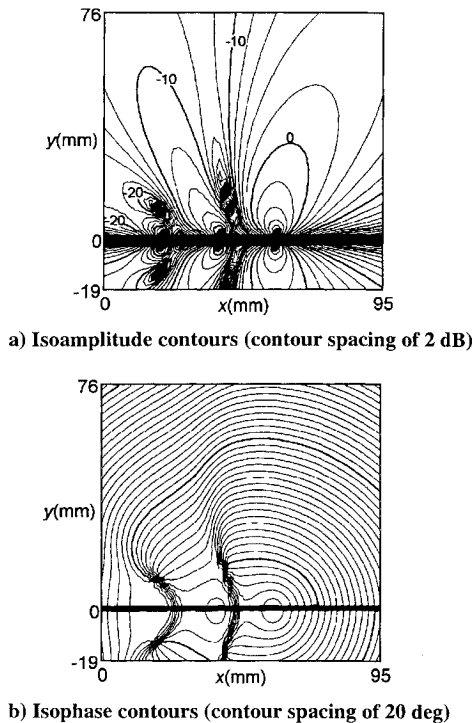 76
-10
-10
y(mm)
0
-20
-20
0
-19
0
x(mm)
95
a) Isoamplitude contours (contour spacing of 2 dB)
76
y(mm)
0
-19
0
x(mm)
95
b) Isophase contours (contour spacing of 20 deg)